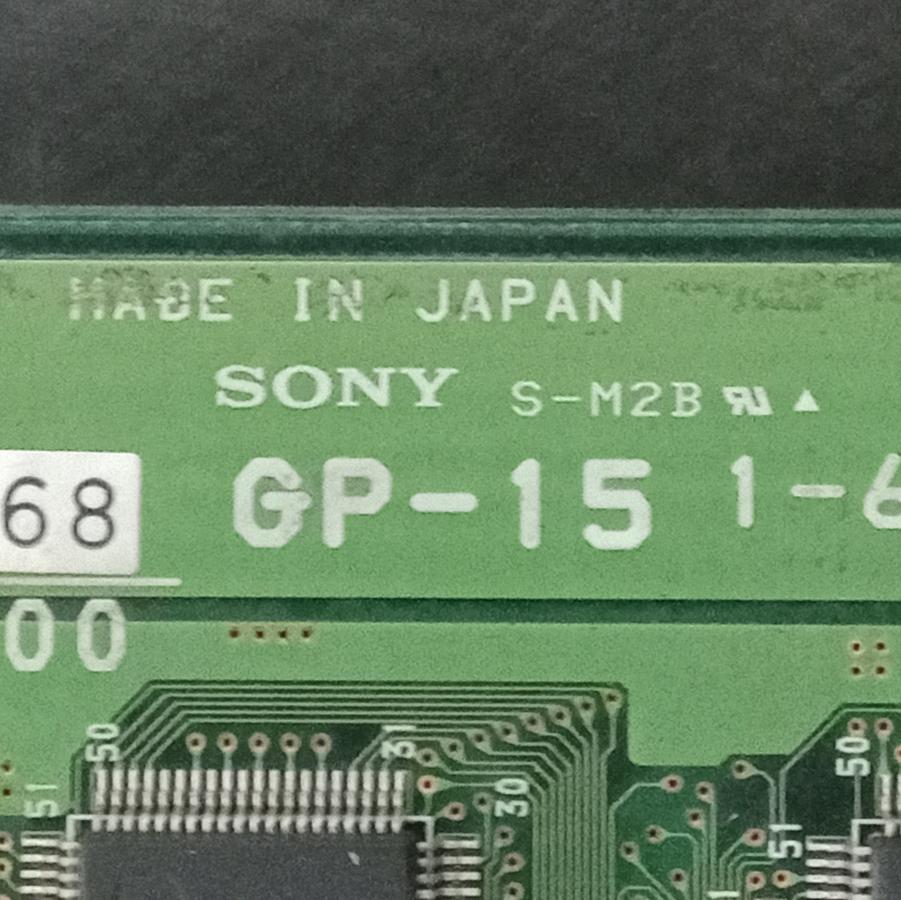 MADE IN JAPAN
SONY S-M2B
68 GP-15 1-6
00
50 31 50
51 30 51